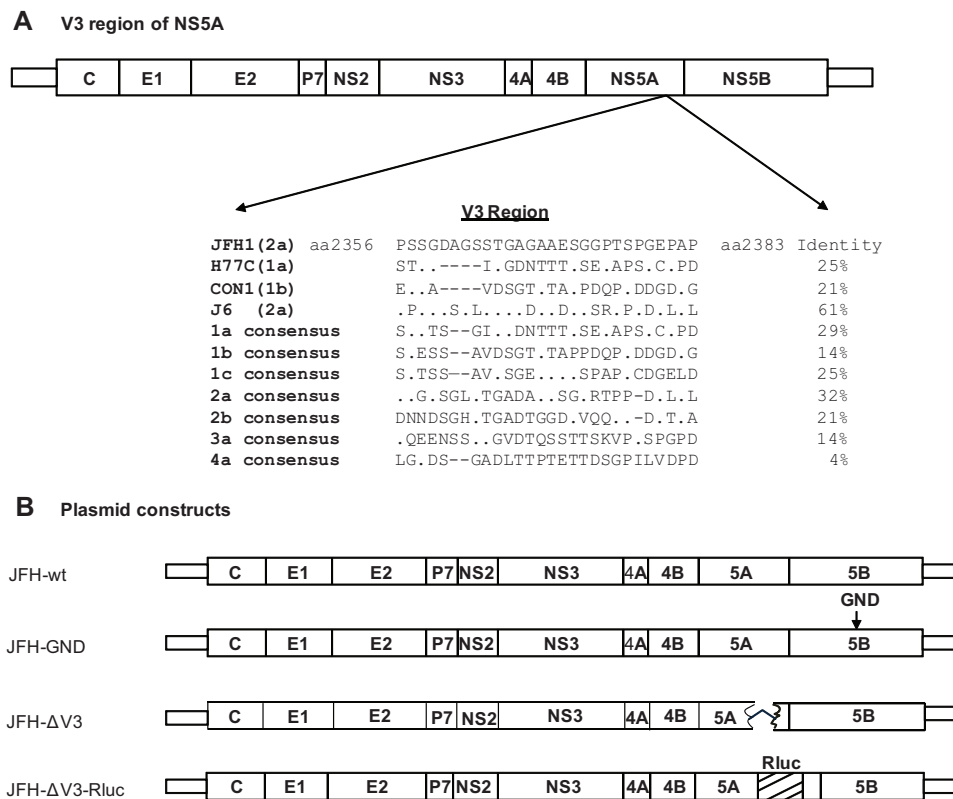 A V3 region of NS5A
C E1 E2 P7 NS2 NS3 4A 4B NS5A NS5B
V3 Region
JFH1(2a) aa2356 PSSGDAGSSTGAGAAESGGPTSPGEPAP aa2383 Identity
H77C(1a) ST..----I.GDNTTT.SE.APS.C.PD 25%
CON1(1b) E..A----VDSGT.TA.PDQP.DDGD.G 21%
J6 (2a) .P...S.L....D..D..SR.P.D.L.L 61%
1a consensus S..TS--GI..DNTTT.SE.APS.C.PD 29%
1b consensus S.ESS--AVDSGT.TAPPDQP.DDGD.G 14%
1c consensus S.TSS--AV.SGE....SPAP.CDGELD 25%
2a consensus ..G.SGL.TGADA..SG.RTPP-D.L.L 32%
2b consensus DNNDSGH.TGADTGGD.VQQ..-D.T.A 21%
3a consensus .QEENSS..GVDTQSSTTSKVP.SPGPD 14%
4a consensus LG.DS--GADLTTPTETTDSGPILVDPD 4%
B Plasmid constructs
JFH-wt C E1 E2 P7 NS2 NS3 4A 4B 5A 5B
GND
JFH-GND C E1 E2 P7 NS2 NS3 4A 4B 5A 5B
JFH-ΔV3 C E1 E2 P7 NS2 NS3 4A 4B 5A 5B
Rluc
JFH-ΔV3-Rluc C E1 E2 P7 NS2 NS3 4A 4B 5A 5B